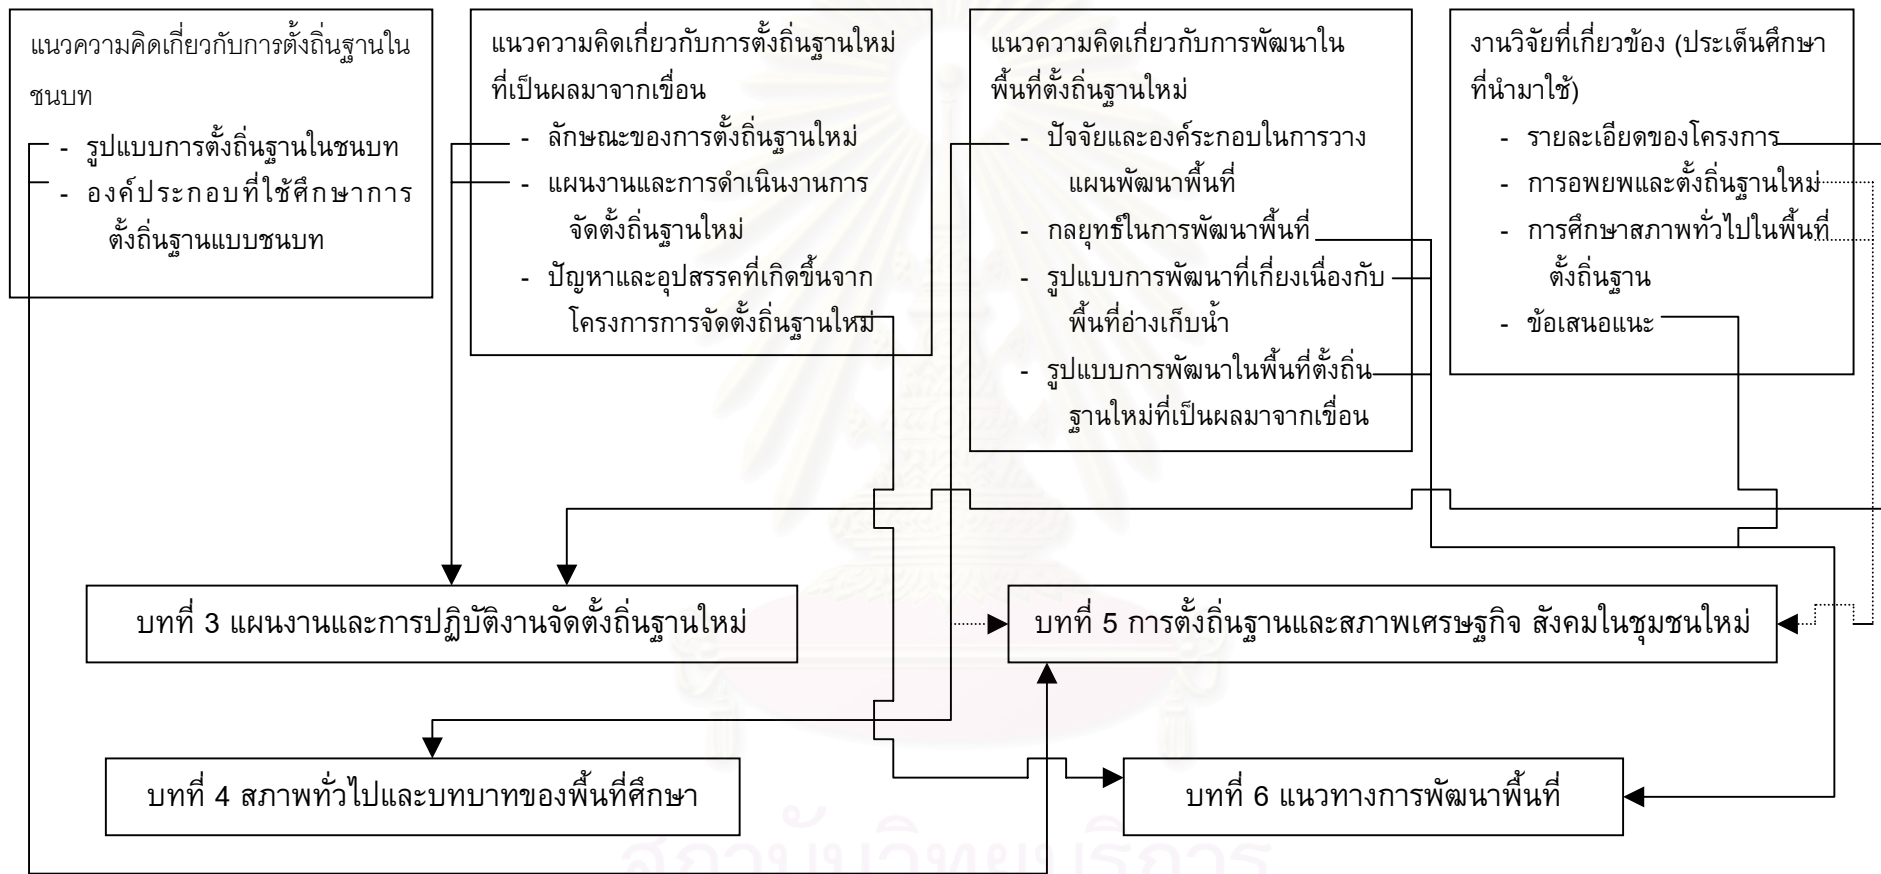 แนวความคิดเกี่ยวกับการตั้งถิ่นฐานใน
ชนบท
- รูปแบบการตั้งถิ่นฐานในชนบท
- องค์ประกอบที่ใช้ศึกษาการ
ตั้งถิ่นฐานแบบชนบท
แนวความคิดเกี่ยวกับการตั้งถิ่นฐานใหม่
ที่เป็นผลมาจากเขื่อน
- ลักษณะของการตั้งถิ่นฐานใหม่
- แผนงานและการดำเนินงานการ
จัดตั้งถิ่นฐานใหม่
- ปัญหาและอุปสรรคที่เกิดขึ้นจาก
โครงการการจัดตั้งถิ่นฐานใหม่
แนวความคิดเกี่ยวกับการพัฒนาใน
พื้นที่ตั้งถิ่นฐานใหม่
- ปัจจัยและองค์ระกอบในการวาง
แผนพัฒนาพื้นที่
- กลยุทธ์ในการพัฒนาพื้นที่
- รูปแบบการพัฒนาที่เกี่ยงเนื่องกับ
พื้นที่อ่างเก็บน้ำ
- รูปแบบการพัฒนาในพื้นที่ตั้งถิ่น
ฐานใหม่ที่เป็นผลมาจากเขื่อน
งานวิจัยที่เกี่ยวข้อง (ประเด็นศึกษา
ที่นำมาใช้)
- รายละเอียดของโครงการ
- การอพยพและตั้งถิ่นฐานใหม่
- การศึกษาสภาพทั่วไปในพื้นที่
ตั้งถิ่นฐาน
- ข้อเสนอแนะ
บทที่ 3 แผนงานและการปฏิบัติงานจัดตั้งถิ่นฐานใหม่
บทที่ 5 การตั้งถิ่นฐานและสภาพเศรษฐกิจ สังคมในชุมชนใหม่
บทที่ 4 สภาพทั่วไปและบทบาทของพื้นที่ศึกษา
บทที่ 6 แนวทางการพัฒนาพื้นที่
สถาบันวิทยบริการ